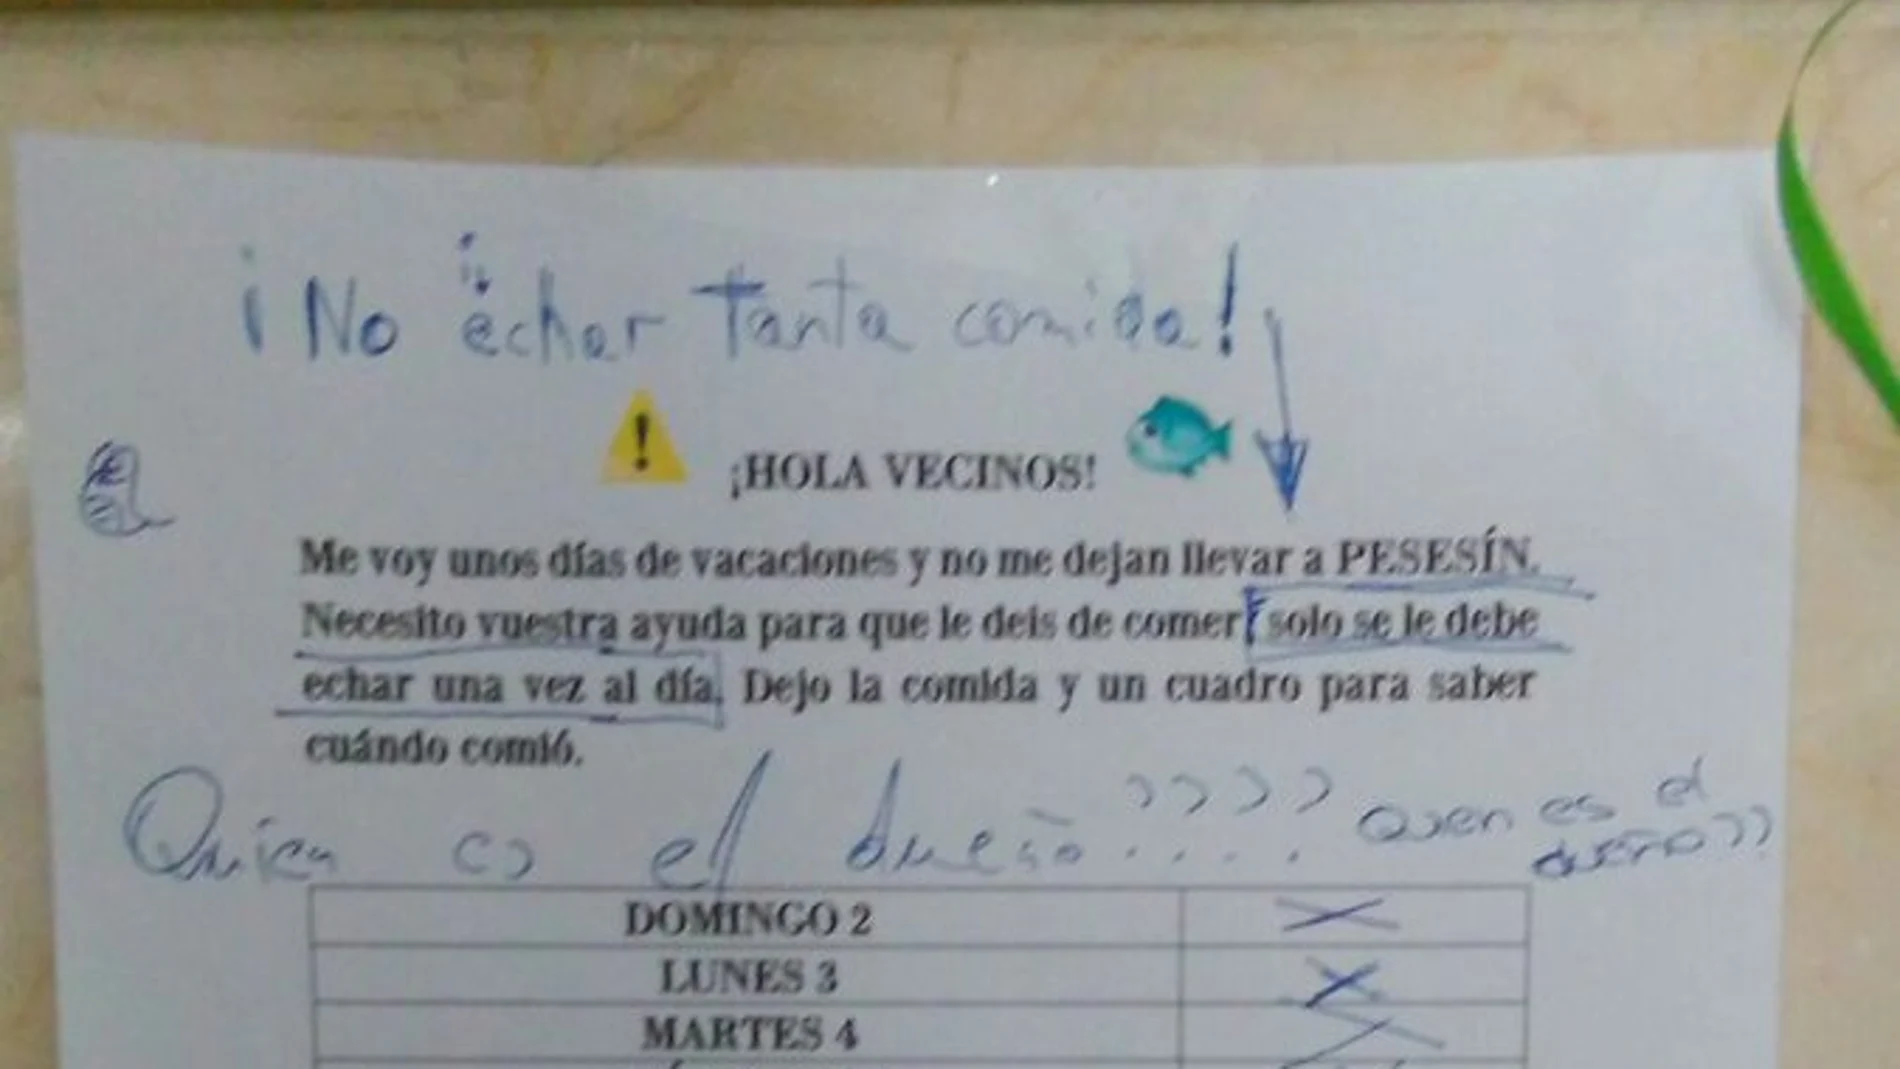 ¡No echar tanta comida!
¡HOLA VECINOS!
Me voy unos días de vacaciones y no me dejan llevar a PESESÍN.
Necesito vuestra ayuda para que le deis de comer, solo se le debe
echar una vez al día. Dejo la comida y un cuadro para saber
cuándo comió.
Quien es el dueño????
Quien es el
dueño??
DOMINGO 2 X
LUNES 3 X
MARTES 4 X